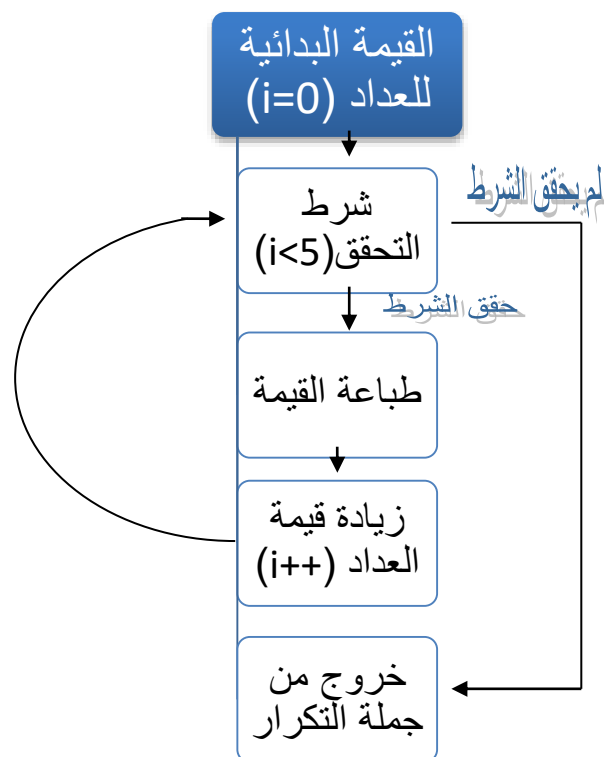 القيمة البدائية
للعداد (i=0)
شرط
التحقق(i<5)
لم يحقق الشرط
حقق الشرط
طباعة القيمة
زيادة قيمة
العداد (i++)
خروج من
جملة التكرار